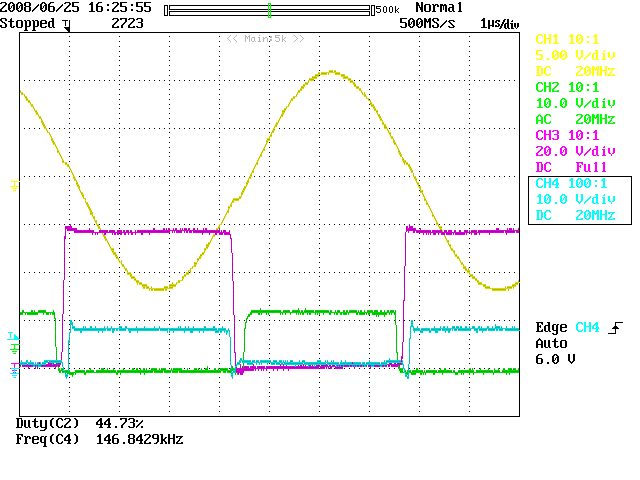 2008/06/25 16:25:55 500k Normal
Stopped T 2723 500MS/s 1μs/div
<< Main:5k >>
CH1 10:1
5.00 V/div
DC 20MHz
CH2 10:1
10.0 V/div
AC 20MHz
CH3 10:1
20.0 V/div
DC Full
CH4 100:1
10.0 V/div
DC 20MHz
Edge CH4
Auto
6.0 V
Duty(C2) 44.73%
Freq(C4) 146.8429kHz